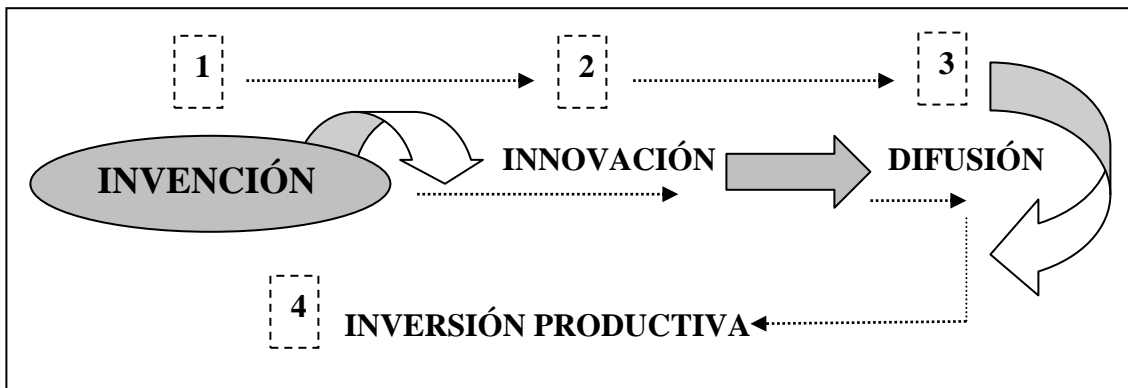 1
2
3
INVENCIÓN
INNOVACIÓN
DIFUSIÓN
4
INVERSIÓN PRODUCTIVA